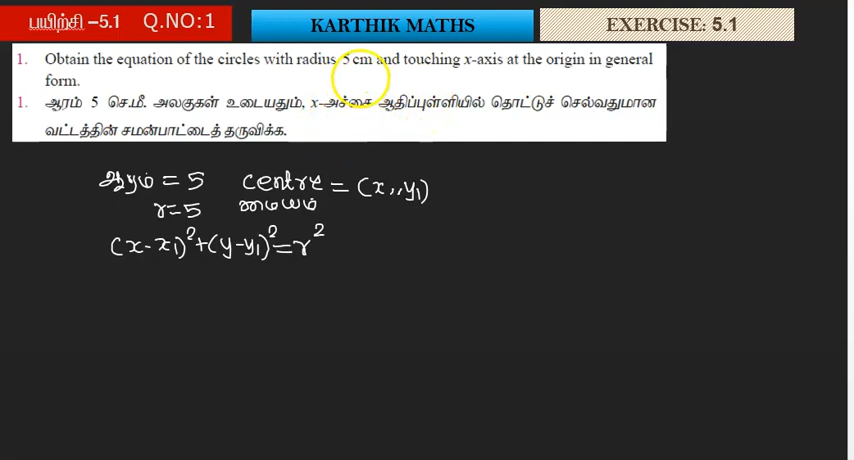 பயிற்சி –5.1 Q.NO:1
KARTHIK MATHS
EXERCISE: 5.1
1. Obtain the equation of the circles with radius 5 cm and touching x-axis at the origin in general
form.
1. ஆரம் 5 செ.மீ. அலகுகள் உடையதும், x-அச்சை ஆதிப்புள்ளியில் தொட்டுச் செல்வதுமான
வட்டத்தின் சமன்பாட்டைத் தருவிக்க.
ஆரம் = 5 centre = (x₁, y₁)
r=5 மையம்
(x-x₁)²+(y-y₁)²=r²